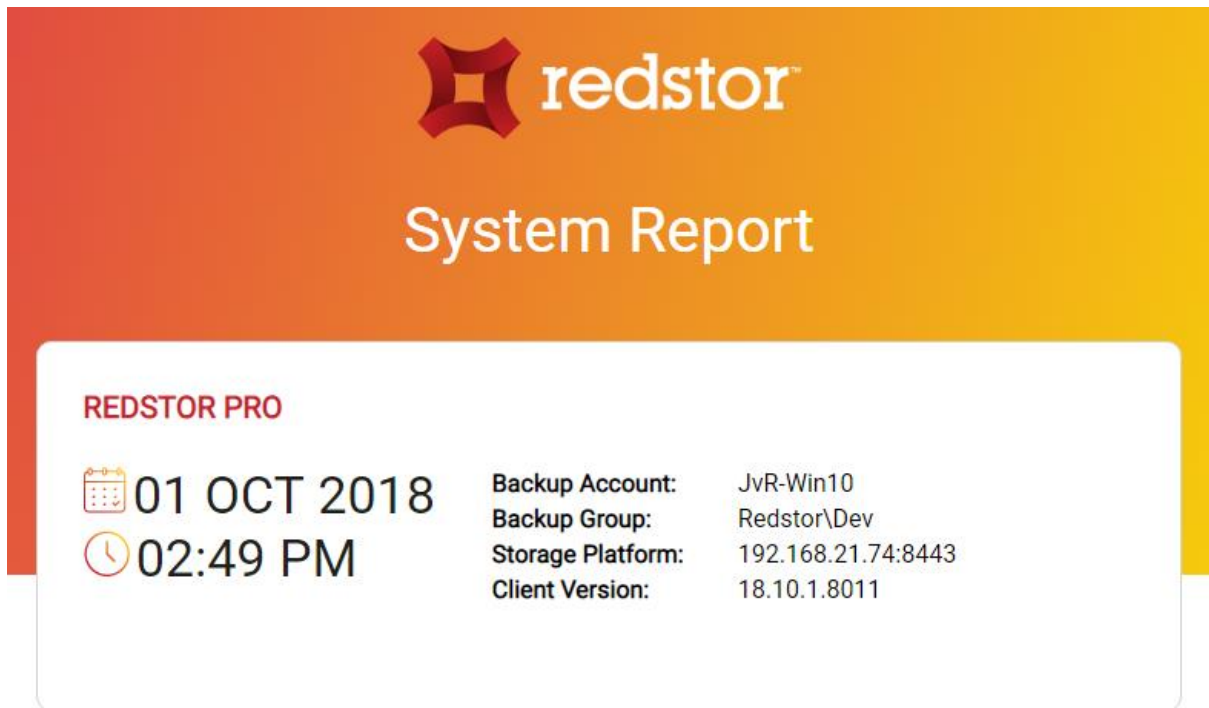 redstor™
System Report
REDSTOR PRO
01 OCT 2018
02:49 PM
Backup Account: JvR-Win10
Backup Group: Redstor\Dev
Storage Platform: 192.168.21.74:8443
Client Version: 18.10.1.8011